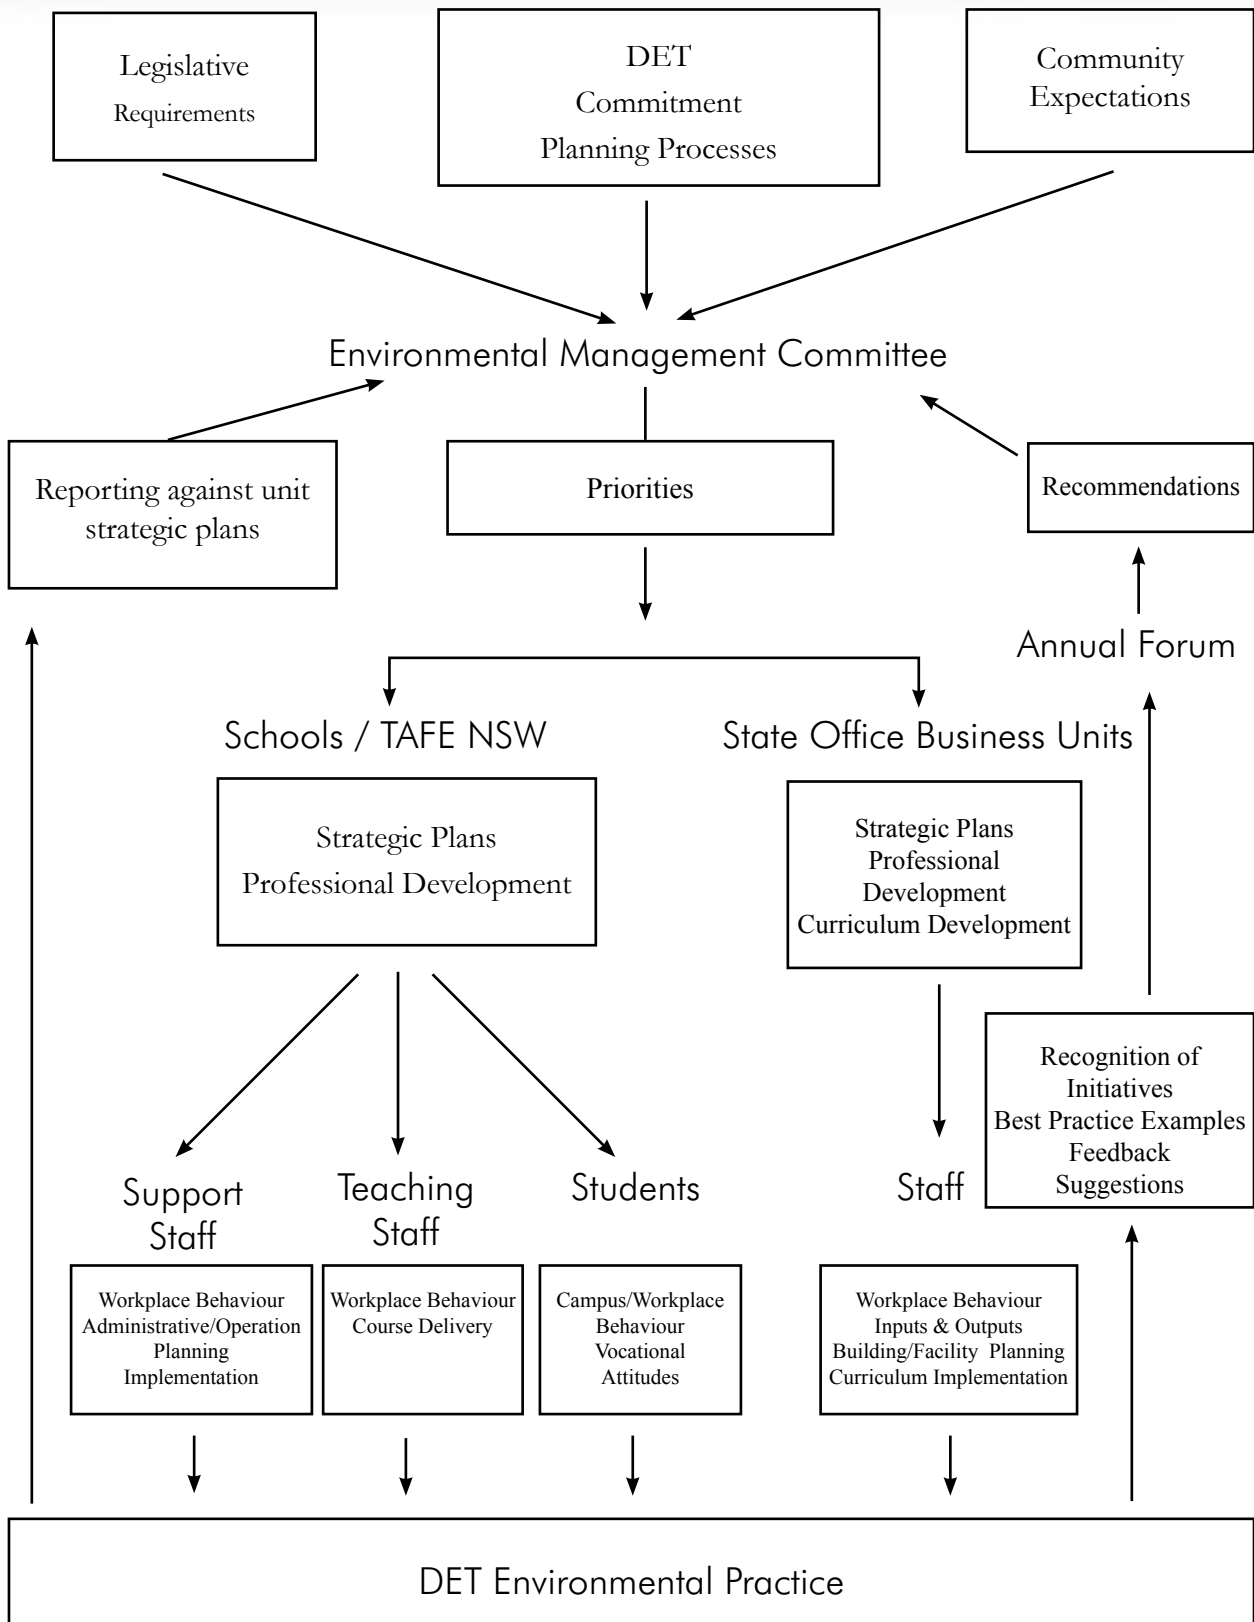 Legislative
Requirements
DET
Commitment
Planning Processes
Community
Expectations
Environmental Management Committee
Reporting against unit
strategic plans
Priorities
Recommendations
Annual Forum
Schools / TAFE NSW
State Office Business Units
Strategic Plans
Professional Development
Strategic Plans
Professional
Development
Curriculum Development
Recognition of
Initiatives
Best Practice Examples
Feedback
Suggestions
Support
Staff
Teaching
Staff
Students
Staff
Workplace Behaviour
Administrative/Operation
Planning
Implementation
Workplace Behaviour
Course Delivery
Campus/Workplace
Behaviour
Vocational
Attitudes
Workplace Behaviour
Inputs & Outputs
Building/Facility Planning
Curriculum Implementation
DET Environmental Practice